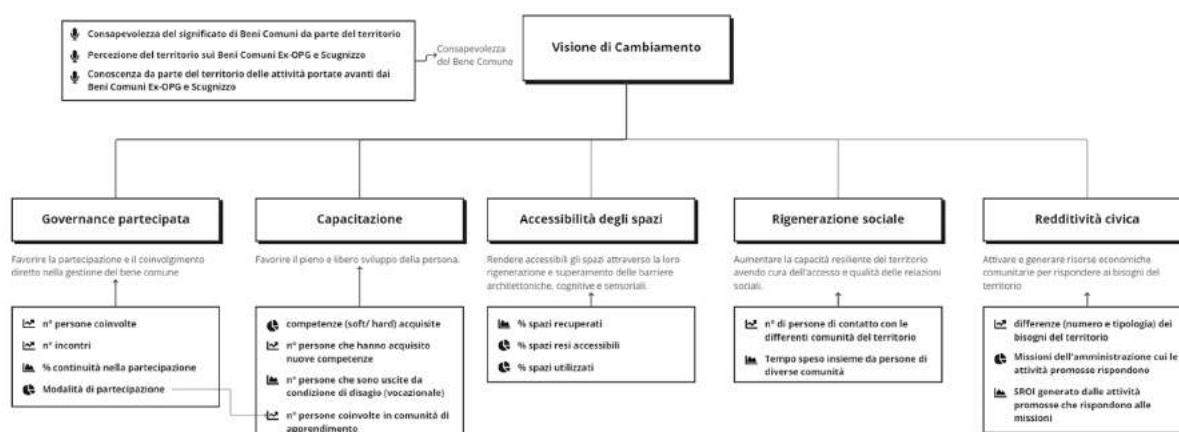 Consapevolezza del significato di Beni Comuni da parte del territorio
Percezione del territorio sui Beni Comuni Ex-OPG e Scugnizzo
Conoscenza da parte del territorio delle attività portate avanti dai
Beni Comuni Ex-OPG e Scugnizzo
Consapevolezza
del Bene Comune
Visione di Cambiamento
Governance partecipata
Favorire la partecipazione e il coinvolgimento
diretto nella gestione del bene comune
n° persone coinvolte
n° incontri
% continuità nella partecipazione
Modalità di partecipazione
Capacitazione
Favorire il pieno e libero sviluppo della persona.
competenze (soft/ hard) acquisite
n° persone che hanno acquisito
nuove competenze
n° persone che sono uscite da
condizione di disagio (vocazionale)
n° persone coinvolte in comunità di
apprendimento
Accessibilità degli spazi
Rendere accessibili gli spazi attraverso la loro
rigenerazione e superamento delle barriere
architettoniche, cognitive e sensoriali.
% spazi recuperati
% spazi resi accessibili
% spazi utilizzati
Rigenerazione sociale
Aumentare la capacità resiliente del territorio
avendo cura dell'accesso e qualità delle relazioni
sociali.
n° di persone di contatto con le
differenti comunità del territorio
Tempo speso insieme da persone di
diverse comunità
Redditività civica
Attivare e generare risorse economiche
comunitarie per rispondere ai bisogni del
territorio
differenze (numero e tipologia) dei
bisogni del territorio
Missioni dell'amministrazione cui le
attività promosse rispondono
SROI generato dalle attività
promosse che rispondono alle
missioni